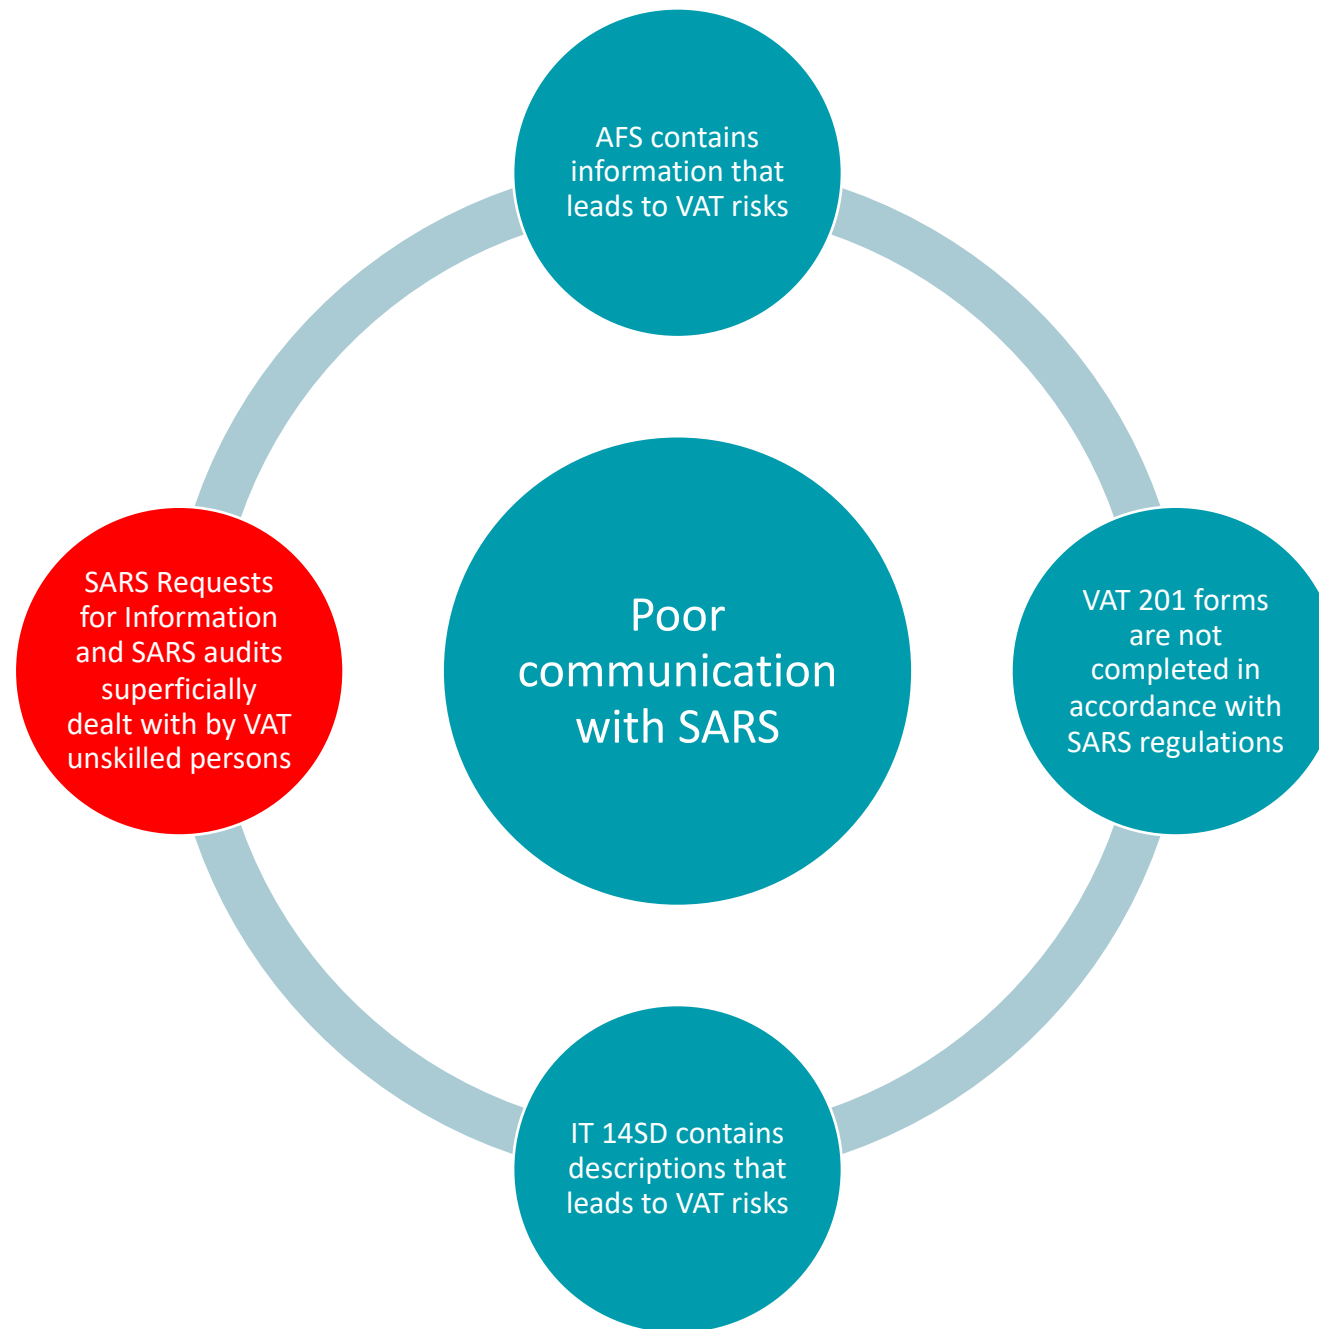 AFS contains
information that
leads to VAT risks
SARS Requests
for Information
and SARS audits
superficially
dealt with by VAT
unskilled persons
Poor
communication
with SARS
VAT 201 forms
are not
completed in
accordance with
SARS regulations
IT 14SD contains
descriptions that
leads to VAT risks